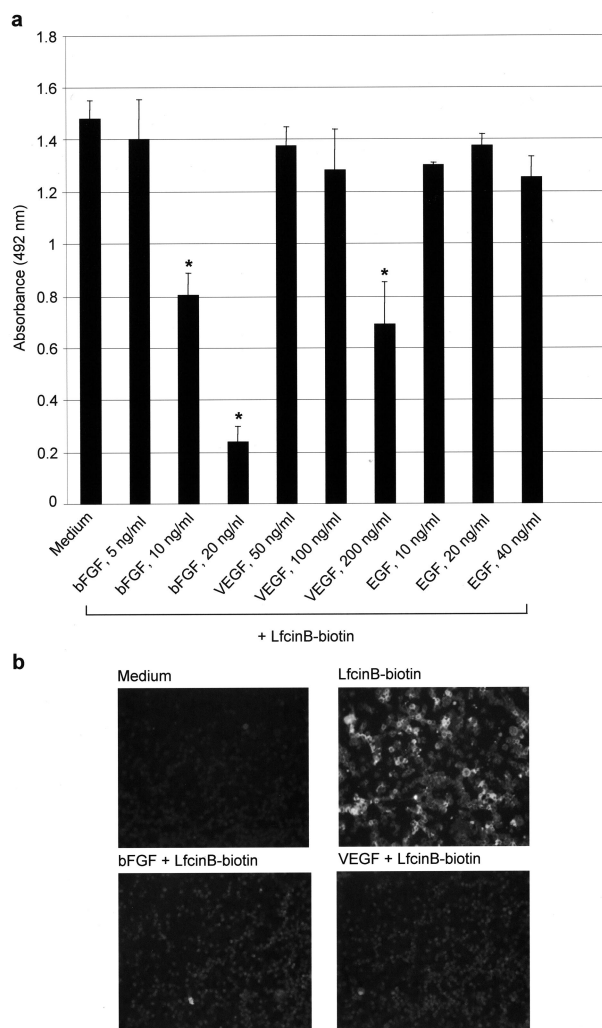 a
1.8
1.6
1.4
1.2
1
0.8
0.6
0.4
0.2
0
Absorbance (492 nm)
*
*
*
Medium
bFGF, 5 ng/ml
bFGF, 10 ng/ml
bFGF, 20 ng/nl
VEGF, 50 ng/ml
VEGF, 100 ng/ml
VEGF, 200 ng/ml
EGF, 10 ng/ml
EGF, 20 ng/ml
EGF, 40 ng/ml
+ LfcinB-biotin
b
Medium
LfcinB-biotin
bFGF + LfcinB-biotin
VEGF + LfcinB-biotin